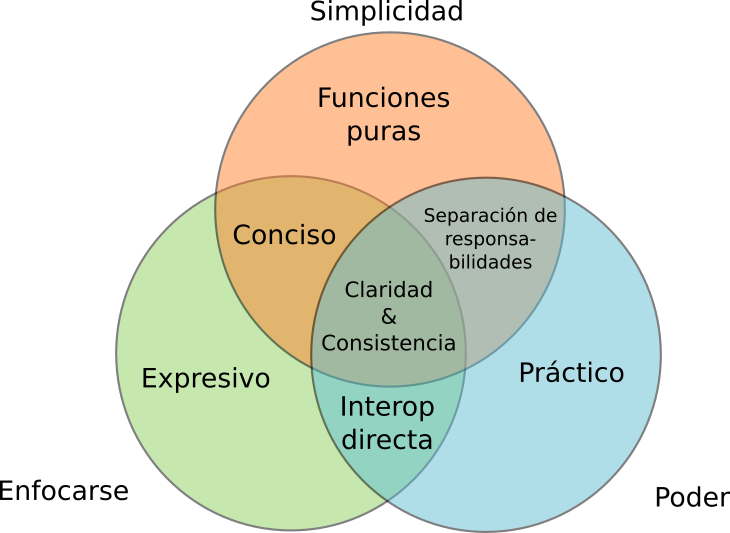 Simplicidad
Funciones
puras
Conciso
Separación de
responsa-
bilidades
Claridad
&
Consistencia
Expresivo
Práctico
Interop
directa
Enfocarse
Poder